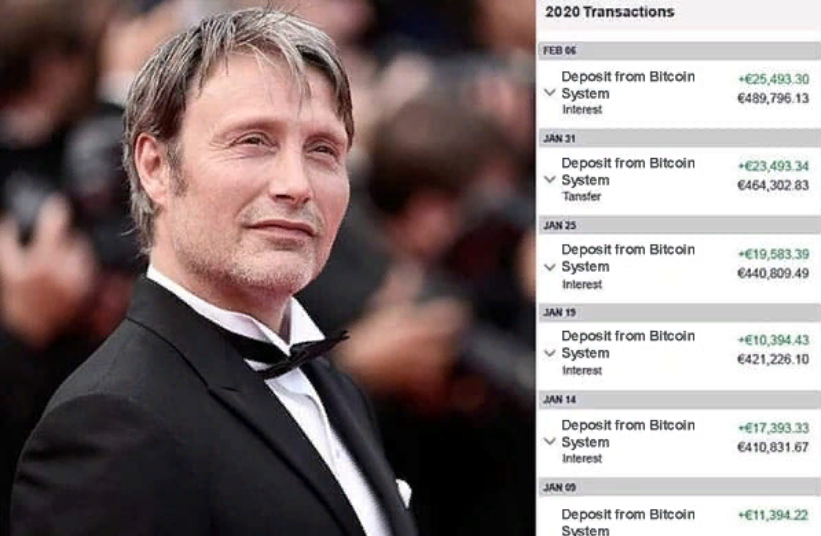 2020 Transactions
FEB 06
Deposit from Bitcoin
System
Interest
+€25,493.30
€489,796.13
JAN 31
Deposit from Bitcoin
System
Tansfer
+€23,493.34
€464,302.83
JAN 25
Deposit from Bitcoin
System
Interest
+€19,583.39
€440,809.49
JAN 19
Deposit from Bitcoin
System
Interest
+€10,394.43
€421,226.10
JAN 14
Deposit from Bitcoin
System
Interest
+€17,393.33
€410,831.67
JAN 09
Deposit from Bitcoin
System
+€11,394.22